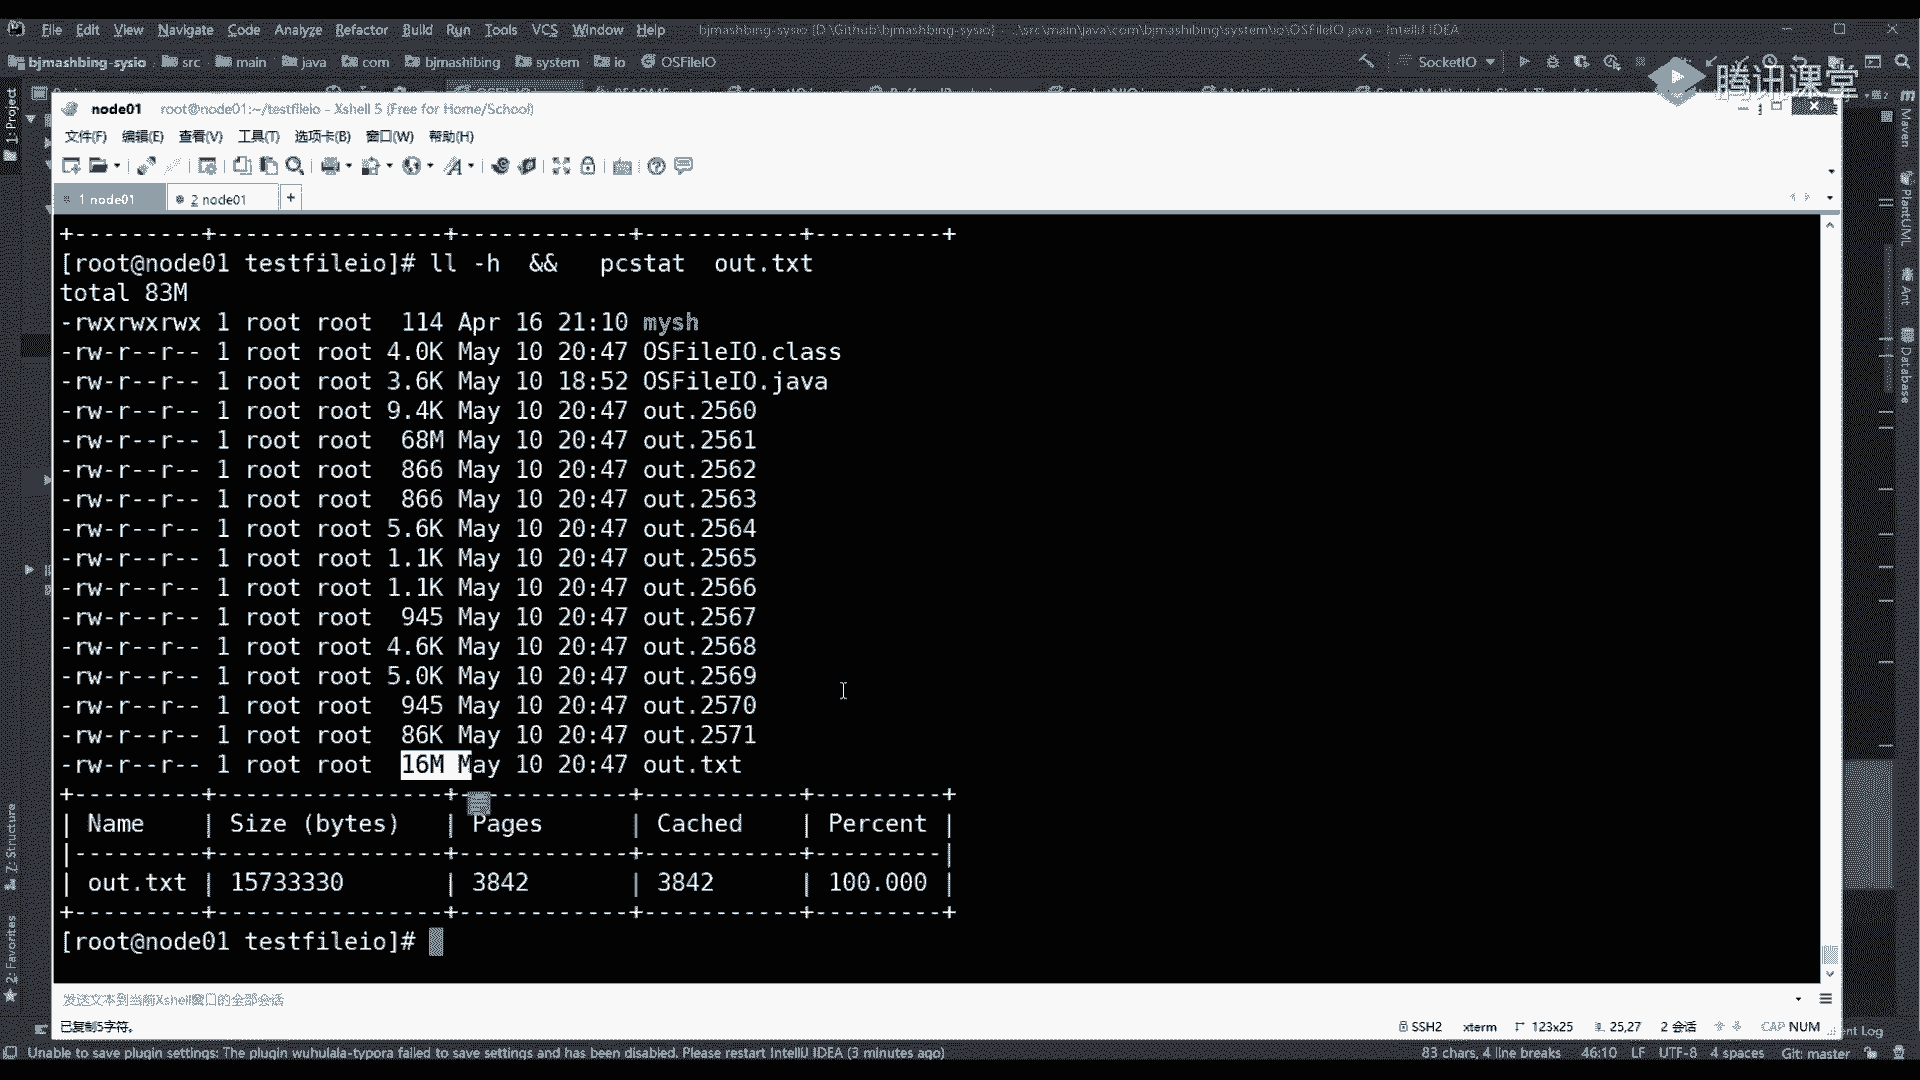 File Edit View Navigate Code Analyze Refactor Build Run Tools VCS Window Help bjmashbing-sysio [D:\Github\bjmashbing-sysio] - ...\src\main\java\com\bjmashibing\system\io\OSFileIO.java - IntelliJ IDEA
bjmashbing-sysio src main java com bjmashibing system io OSFileIO SocketIO
腾讯课堂
1: Project
node01 root@node01:~/testfileio - Xshell 5 (Free for Home/School)
文件(F) 编辑(E) 查看(V) 工具(T) 选项卡(B) 窗口(W) 帮助(H)
1 node01 2 node01 +
+---------+----------------+------------+-----------+---------+
[root@node01 testfileio]# ll -h  &&   pcstat  out.txt
total 83M
-rwxrwxrwx 1 root root  114 Apr 16 21:10 mysh
-rw-r--r-- 1 root root 4.0K May 10 20:47 OSFileIO.class
-rw-r--r-- 1 root root 3.6K May 10 18:52 OSFileIO.java
-rw-r--r-- 1 root root 9.4K May 10 20:47 out.2560
-rw-r--r-- 1 root root  68M May 10 20:47 out.2561
-rw-r--r-- 1 root root  866 May 10 20:47 out.2562
-rw-r--r-- 1 root root  866 May 10 20:47 out.2563
-rw-r--r-- 1 root root 5.6K May 10 20:47 out.2564
-rw-r--r-- 1 root root 1.1K May 10 20:47 out.2565
-rw-r--r-- 1 root root 1.1K May 10 20:47 out.2566
-rw-r--r-- 1 root root  945 May 10 20:47 out.2567
-rw-r--r-- 1 root root 4.6K May 10 20:47 out.2568
-rw-r--r-- 1 root root 5.0K May 10 20:47 out.2569
-rw-r--r-- 1 root root  945 May 10 20:47 out.2570
-rw-r--r-- 1 root root  86K May 10 20:47 out.2571
-rw-r--r-- 1 root root  16M May 10 20:47 out.txt
+---------+----------------+------------+-----------+---------+
| Name    | Size (bytes)   | Pages      | Cached    | Percent |
|---------+----------------+------------+-----------+---------|
| out.txt | 15733330       | 3842       | 3842      | 100.000 |
+---------+----------------+------------+-----------+---------+
[root@node01 testfileio]#
发送文本到当前Xshell窗口的全部会话
已复制5字符。 SSH2 xterm 123x25 25,27 2 会话 CAP NUM
Maven
PlantUML
Ant
Database
Z: Structure
2: Favorites
ent Log
Unable to save plugin settings: The plugin wuhulala-typora failed to save settings and has been disabled. Please restart IntelliJ IDEA (3 minutes ago) 83 chars, 4 line breaks 46:10 LF UTF-8 4 spaces Git: master